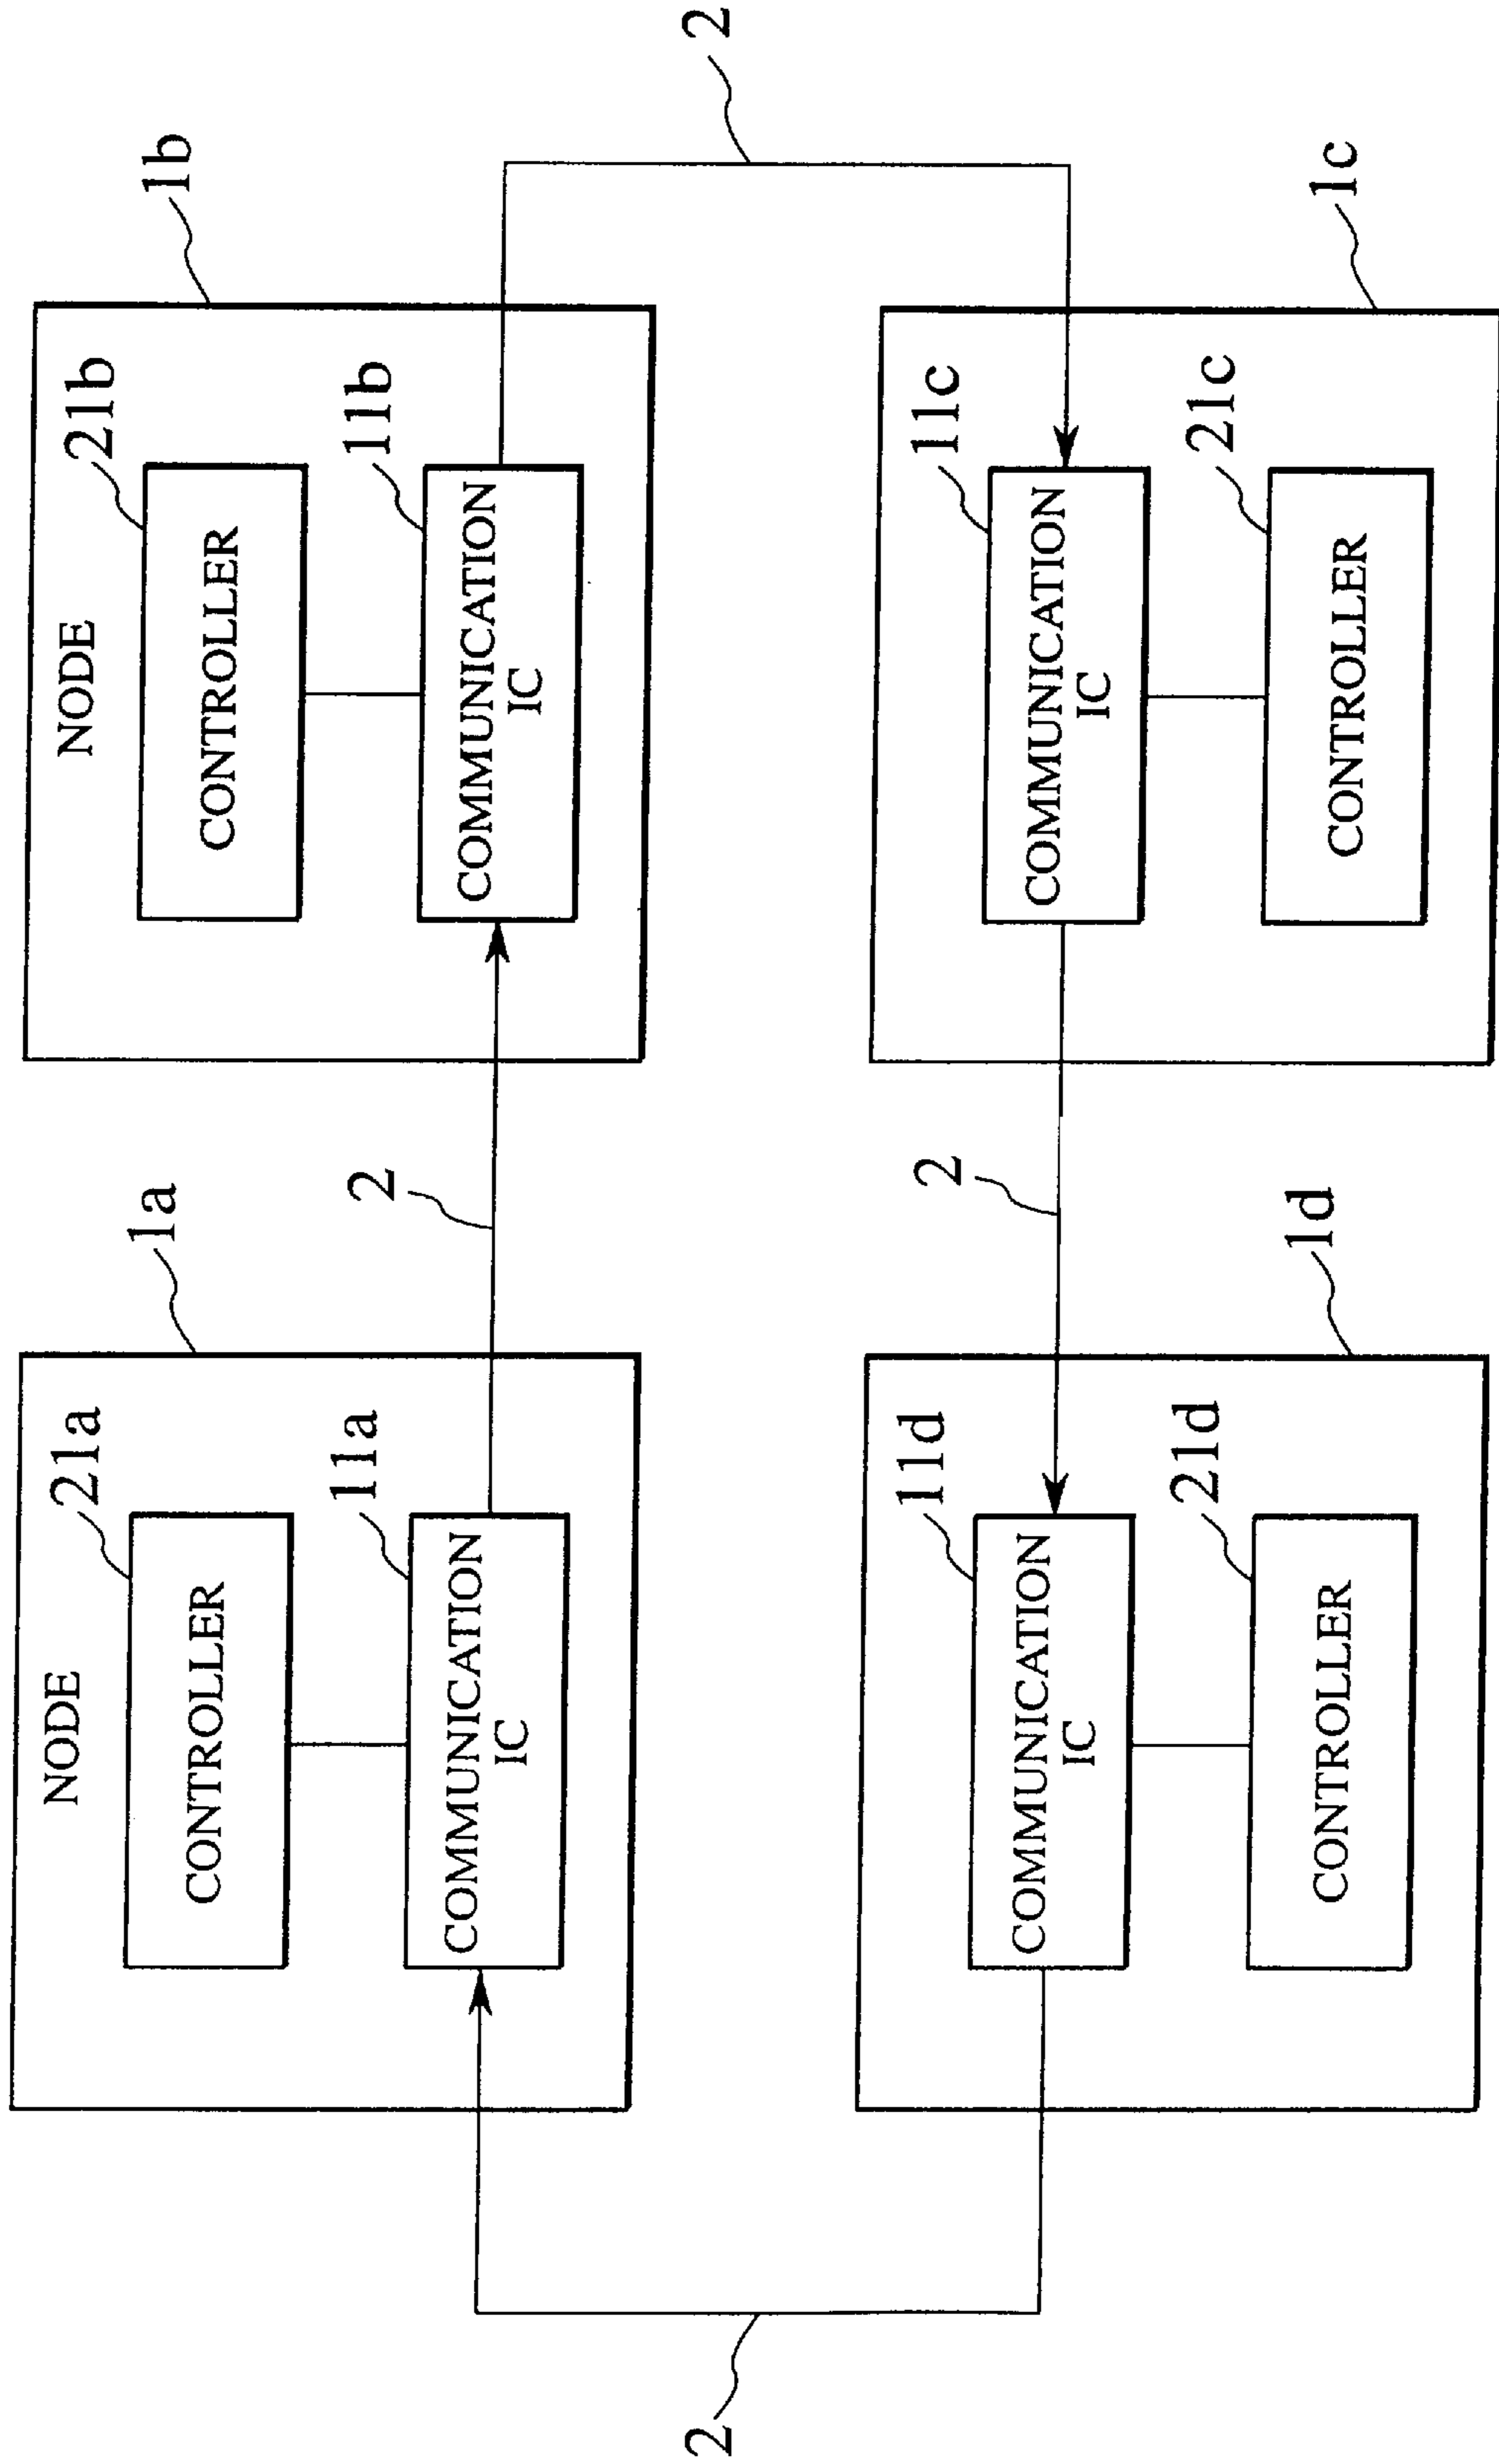 1a
NODE
21a
CONTROLLER
11a
COMMUNICATION
IC
2
1b
NODE
21b
CONTROLLER
11b
COMMUNICATION
IC
2
2
2
1d
11d
COMMUNICATION
IC
21d
CONTROLLER
1c
11c
COMMUNICATION
IC
21c
CONTROLLER